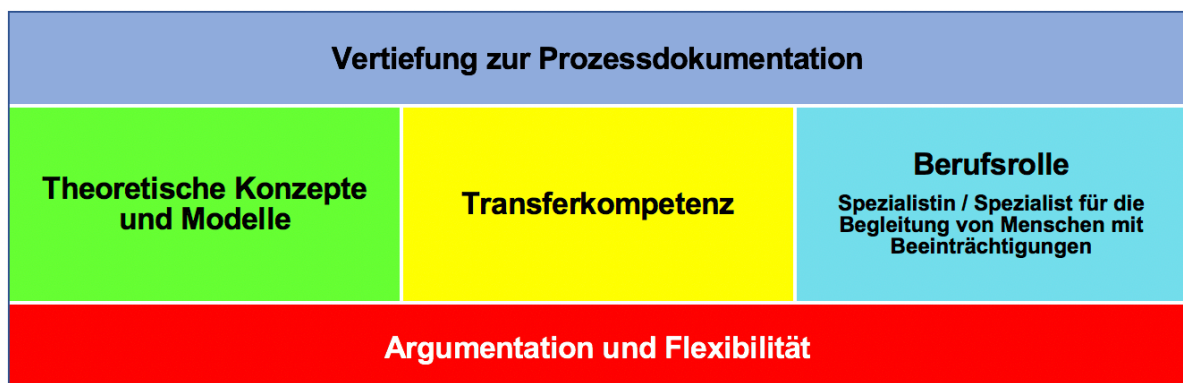 Vertiefung zur Prozessdokumentation
Theoretische Konzepte
und Modelle
Transferkompetenz
Berufsrolle
Spezialistin / Spezialist für die
Begleitung von Menschen mit
Beeinträchtigungen
Argumentation und Flexibilität